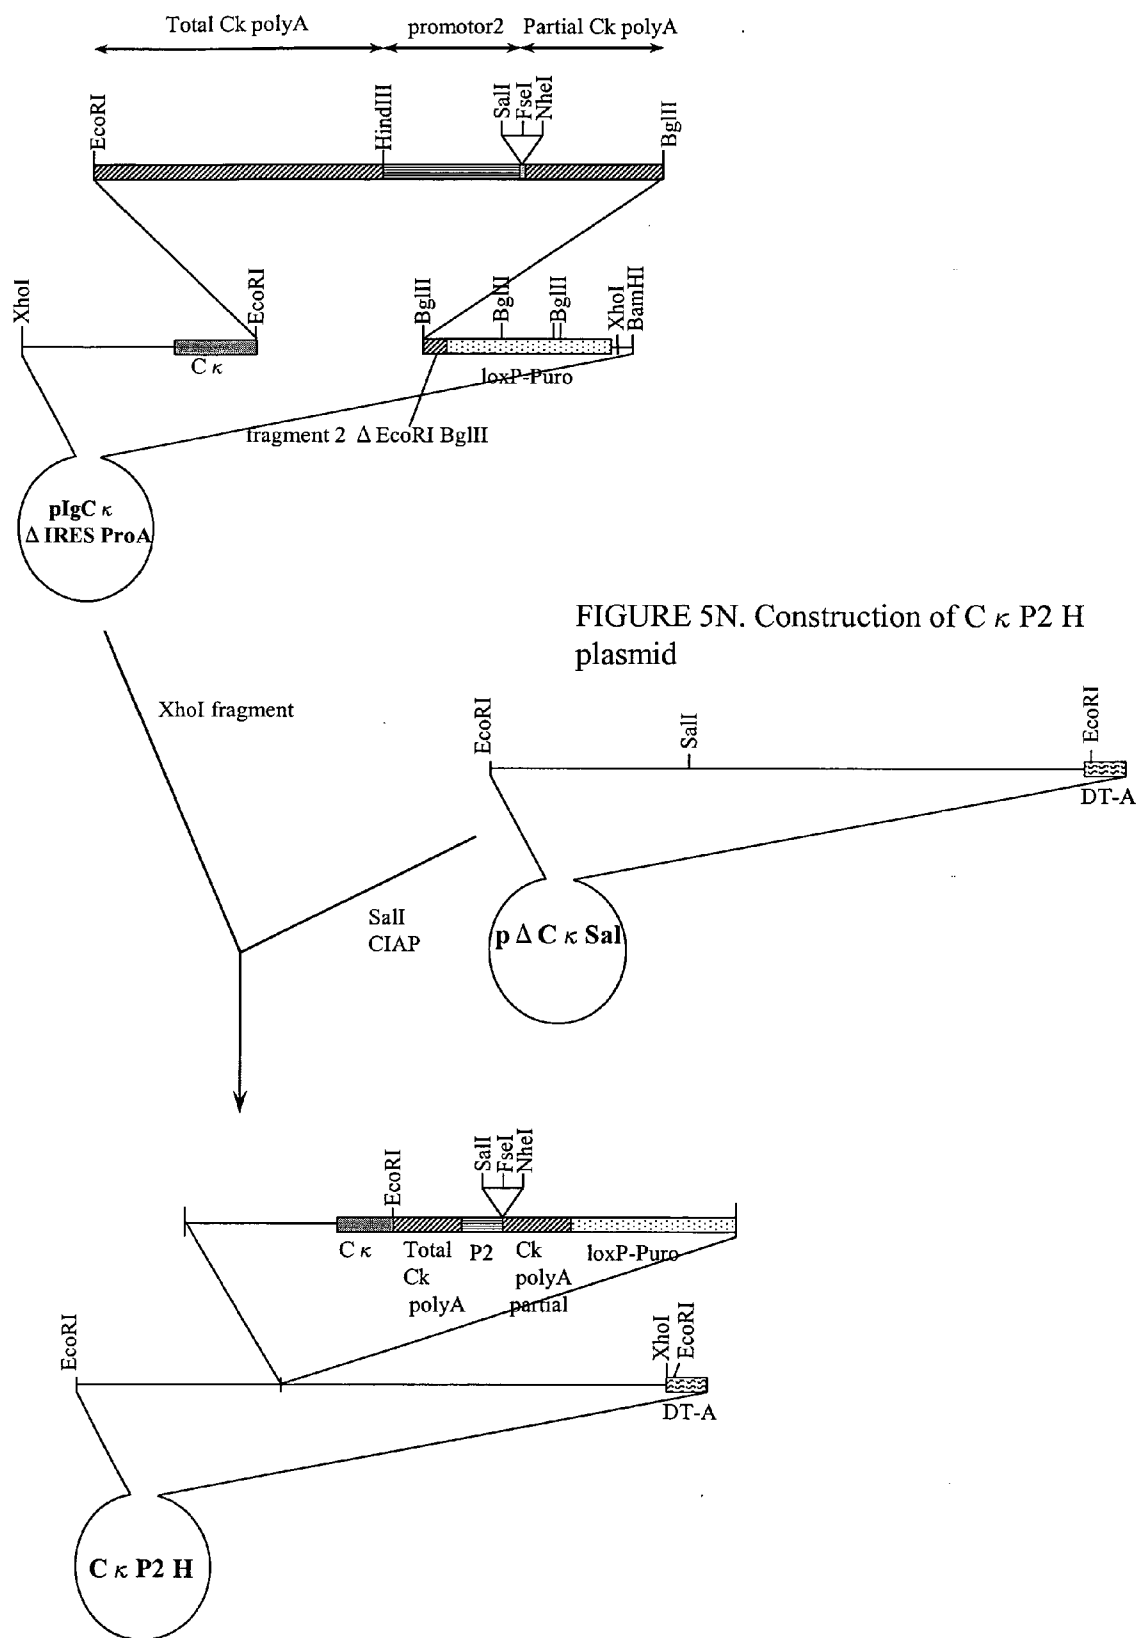 Total Ck polyA
promotor2
Partial Ck polyA
EcoRI
HindIII
SalI
FseI
NheI
BglII
XhoI
EcoRI
BglII
BglII
BglII
XhoI
BamHI
C κ
loxP-Puro
fragment 2 Δ EcoRI BglII
pIgC κ
Δ IRES ProA
FIGURE 5N. Construction of C κ P2 H
plasmid
XhoI fragment
EcoRI
SalI
EcoRI
DT-A
SalI
CIAP
p Δ C κ Sal
SalI
FseI
NheI
EcoRI
C κ
Total
Ck
polyA
P2
Ck
polyA
partial
loxP-Puro
EcoRI
XhoI
EcoRI
DT-A
C κ P2 H